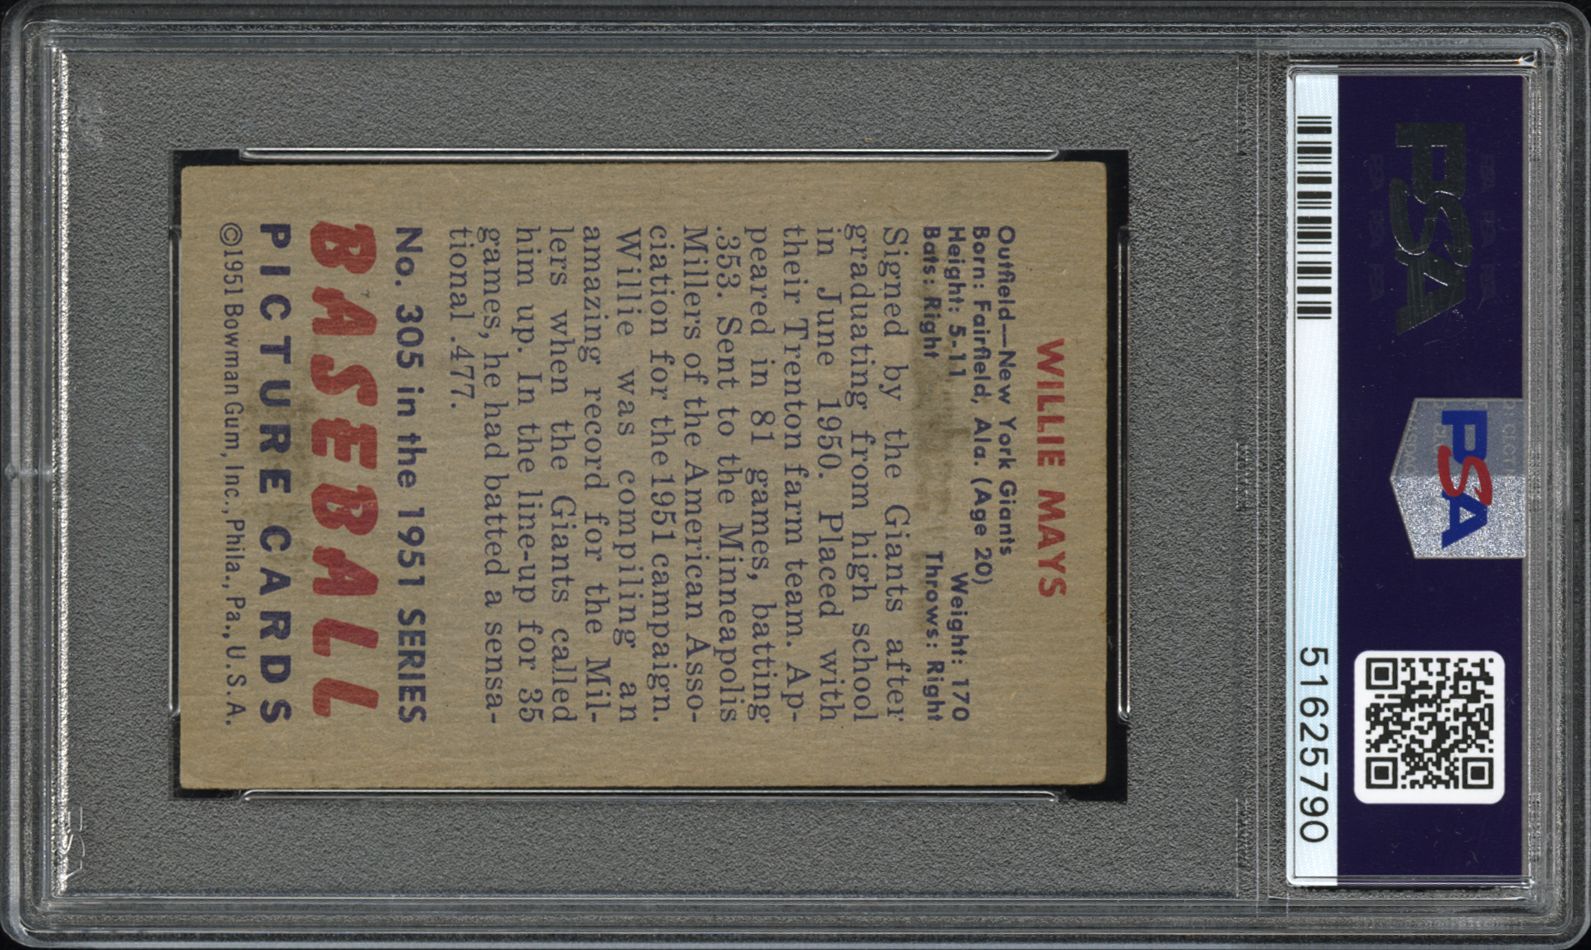 PSA
PSA
51625790
WILLIE MAYS
Outfield—New York Giants
Born: Fairfield, Ala. (Age 20)
Height: 5-11 Weight: 170
Bats: Right Throws: Right
Signed by the Giants after
graduating from high school
in June 1950. Placed with
their Trenton farm team. Ap-
peared in 81 games, batting
.353. Sent to the Minneapolis
Millers of the American Asso-
ciation for the 1951 campaign.
Willie was compiling an
amazing record for the Mil-
lers when the Giants called
him up. In the line-up for 35
games, he had batted a sensa-
tional .477.
No. 305 in the 1951 SERIES
BASEBALL
PICTURE CARDS
©1951 Bowman Gum, Inc., Phila., Pa., U.S.A.